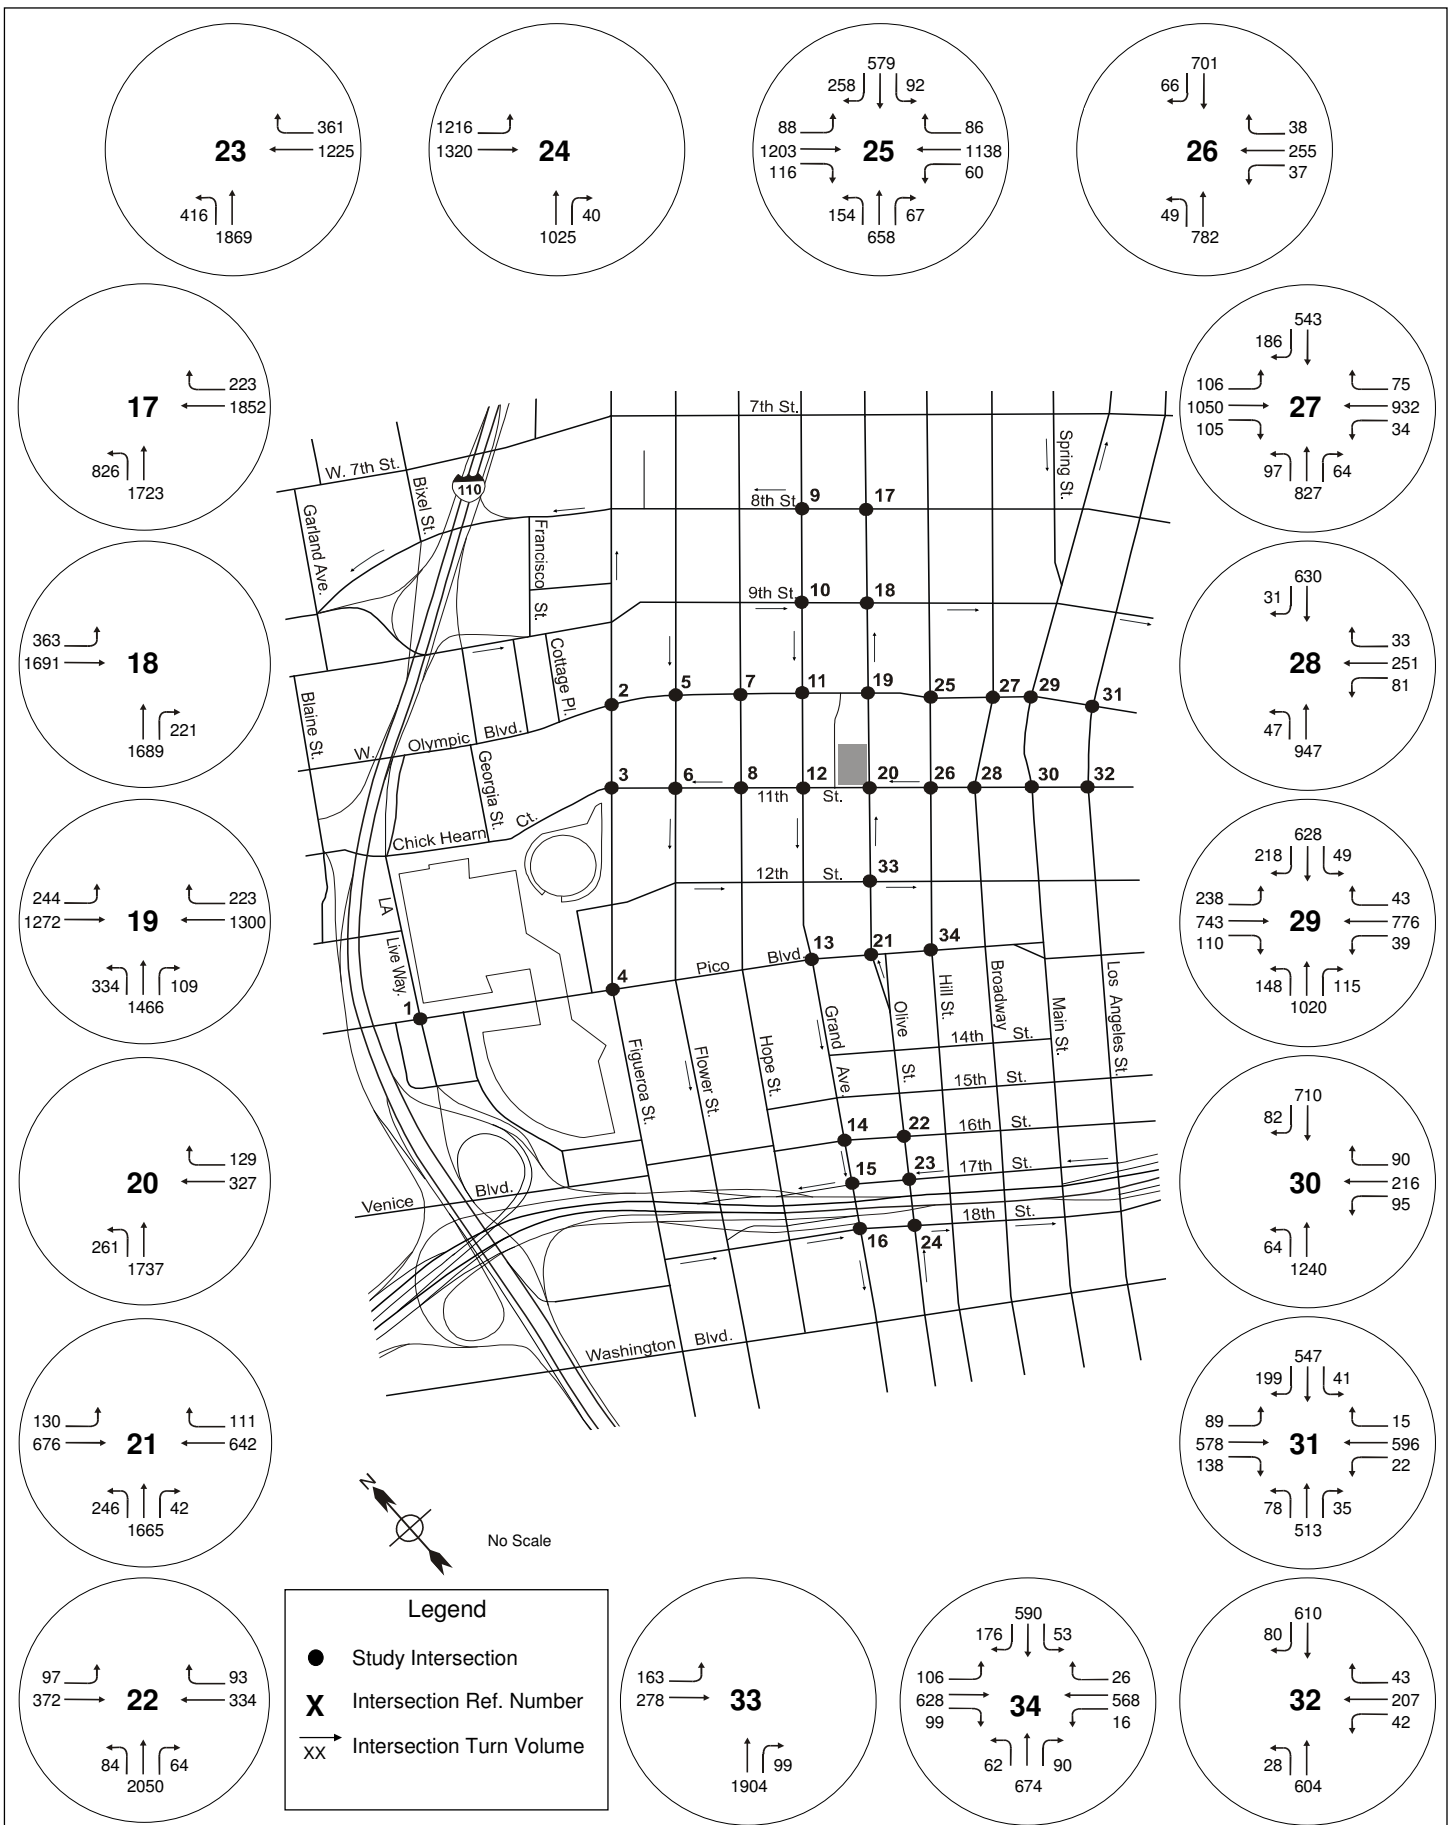 361
1225
23
416
1869
1216
1320
24
40
1025
579
258 92
88 86
1203 25 1138
116 60
154 67
658
701
66
38
26 255
37
49
782
223
17 1852
826
1723
543
186
106 75
1050 27 932
105 34
97 64
827
363
1691 18
221
1689
630
31
33
28 251
81
47
947
244 223
1272 19 1300
334 109
1466
628
218 49
238 43
743 29 776
110 39
148 115
1020
129
20 327
261
1737
710
82
90
30 216
95
64
1240
130 111
676 21 642
246 42
1665
547
199 41
89 15
578 31 596
138 22
78 35
513
97 93
372 22 334
84 64
2050
163
278 33
99
1904
590
176 53
106 26
628 34 568
99 16
62 90
674
610
80
43
32 207
42
28
604
7th St.
W. 7th St.
110
Bixel St.
Garland Ave.
Francisco St.
Spring St.
8th St.
9 17
9th St.
10 18
Cottage Pl.
Blaine St.
W. Olympic Blvd.
Georgia St.
2 5 7 11 19 25 27 29 31
3 6 8 12 20 26 28 30 32
11th St.
Chick Hearn Ct.
12th St.
33
LA Live Way.
Pico Blvd.
1 4 13 21 34
Figueroa St.
Flower St.
Hope St.
Grand Ave.
Olive St.
Hill St.
Broadway
Main St.
Los Angeles St.
14th St.
15th St.
16th St.
14 22
17th St.
15 23
18th St.
16 24
Venice Blvd.
Washington Blvd.
N
No Scale
Legend
Study Intersection
X Intersection Ref. Number
XX Intersection Turn Volume